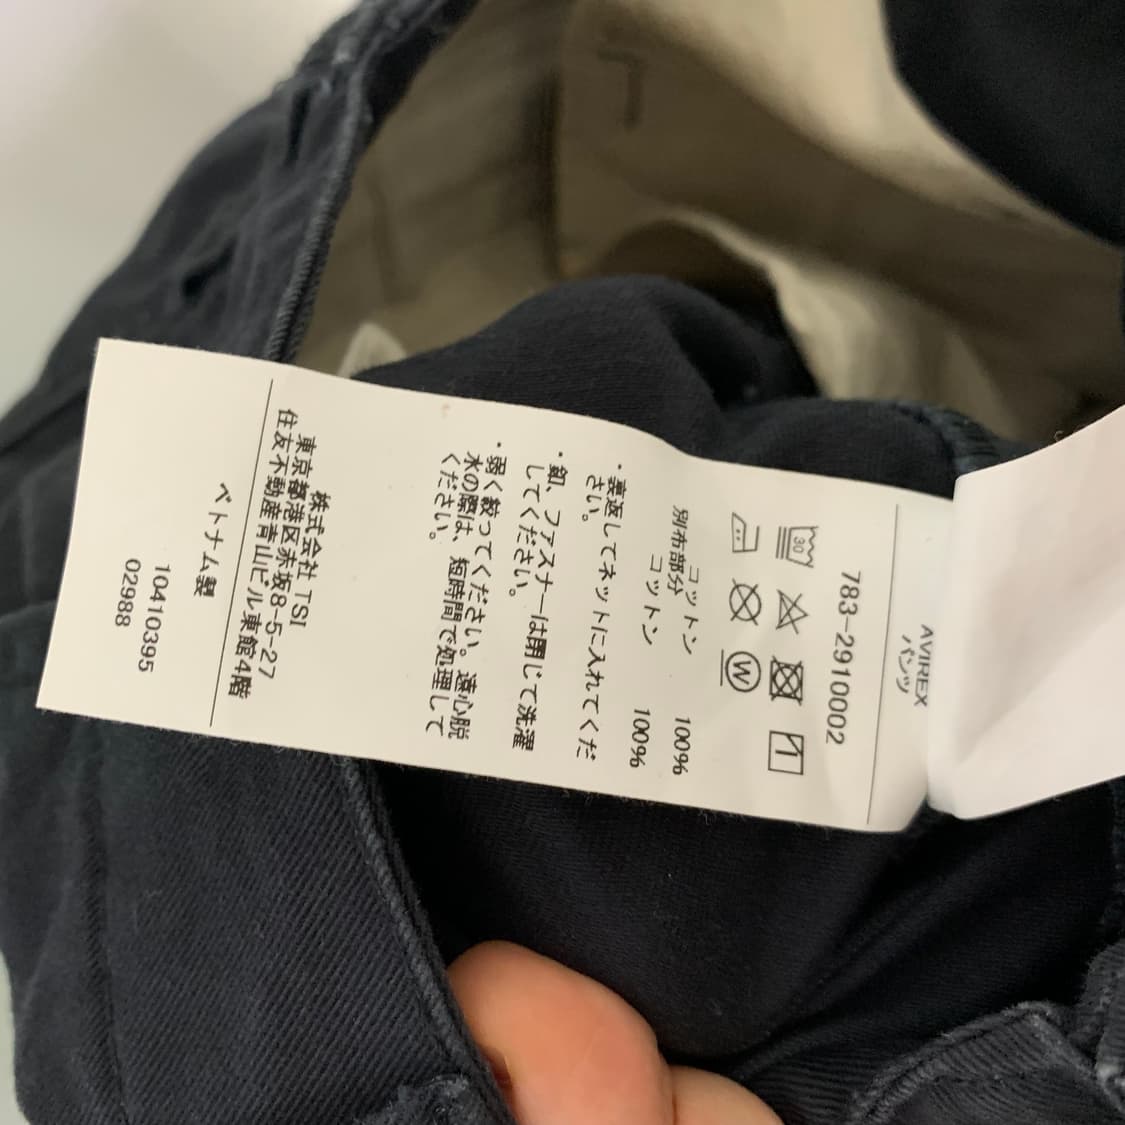 AVIREX
パンツ
783-2910002
30
W
コットン 100%
別布部分
コットン 100%
・裏返してネットに入れてくだ
さい。
・釦、ファスナーは閉じて洗濯
してください。
・弱く絞ってください。遠心脱
水の際は、短時間で処理して
ください。
株式会社 TSI
東京都港区赤坂8-5-27
住友不動産青山ビル東館4階
ベトナム製
10410395
02988